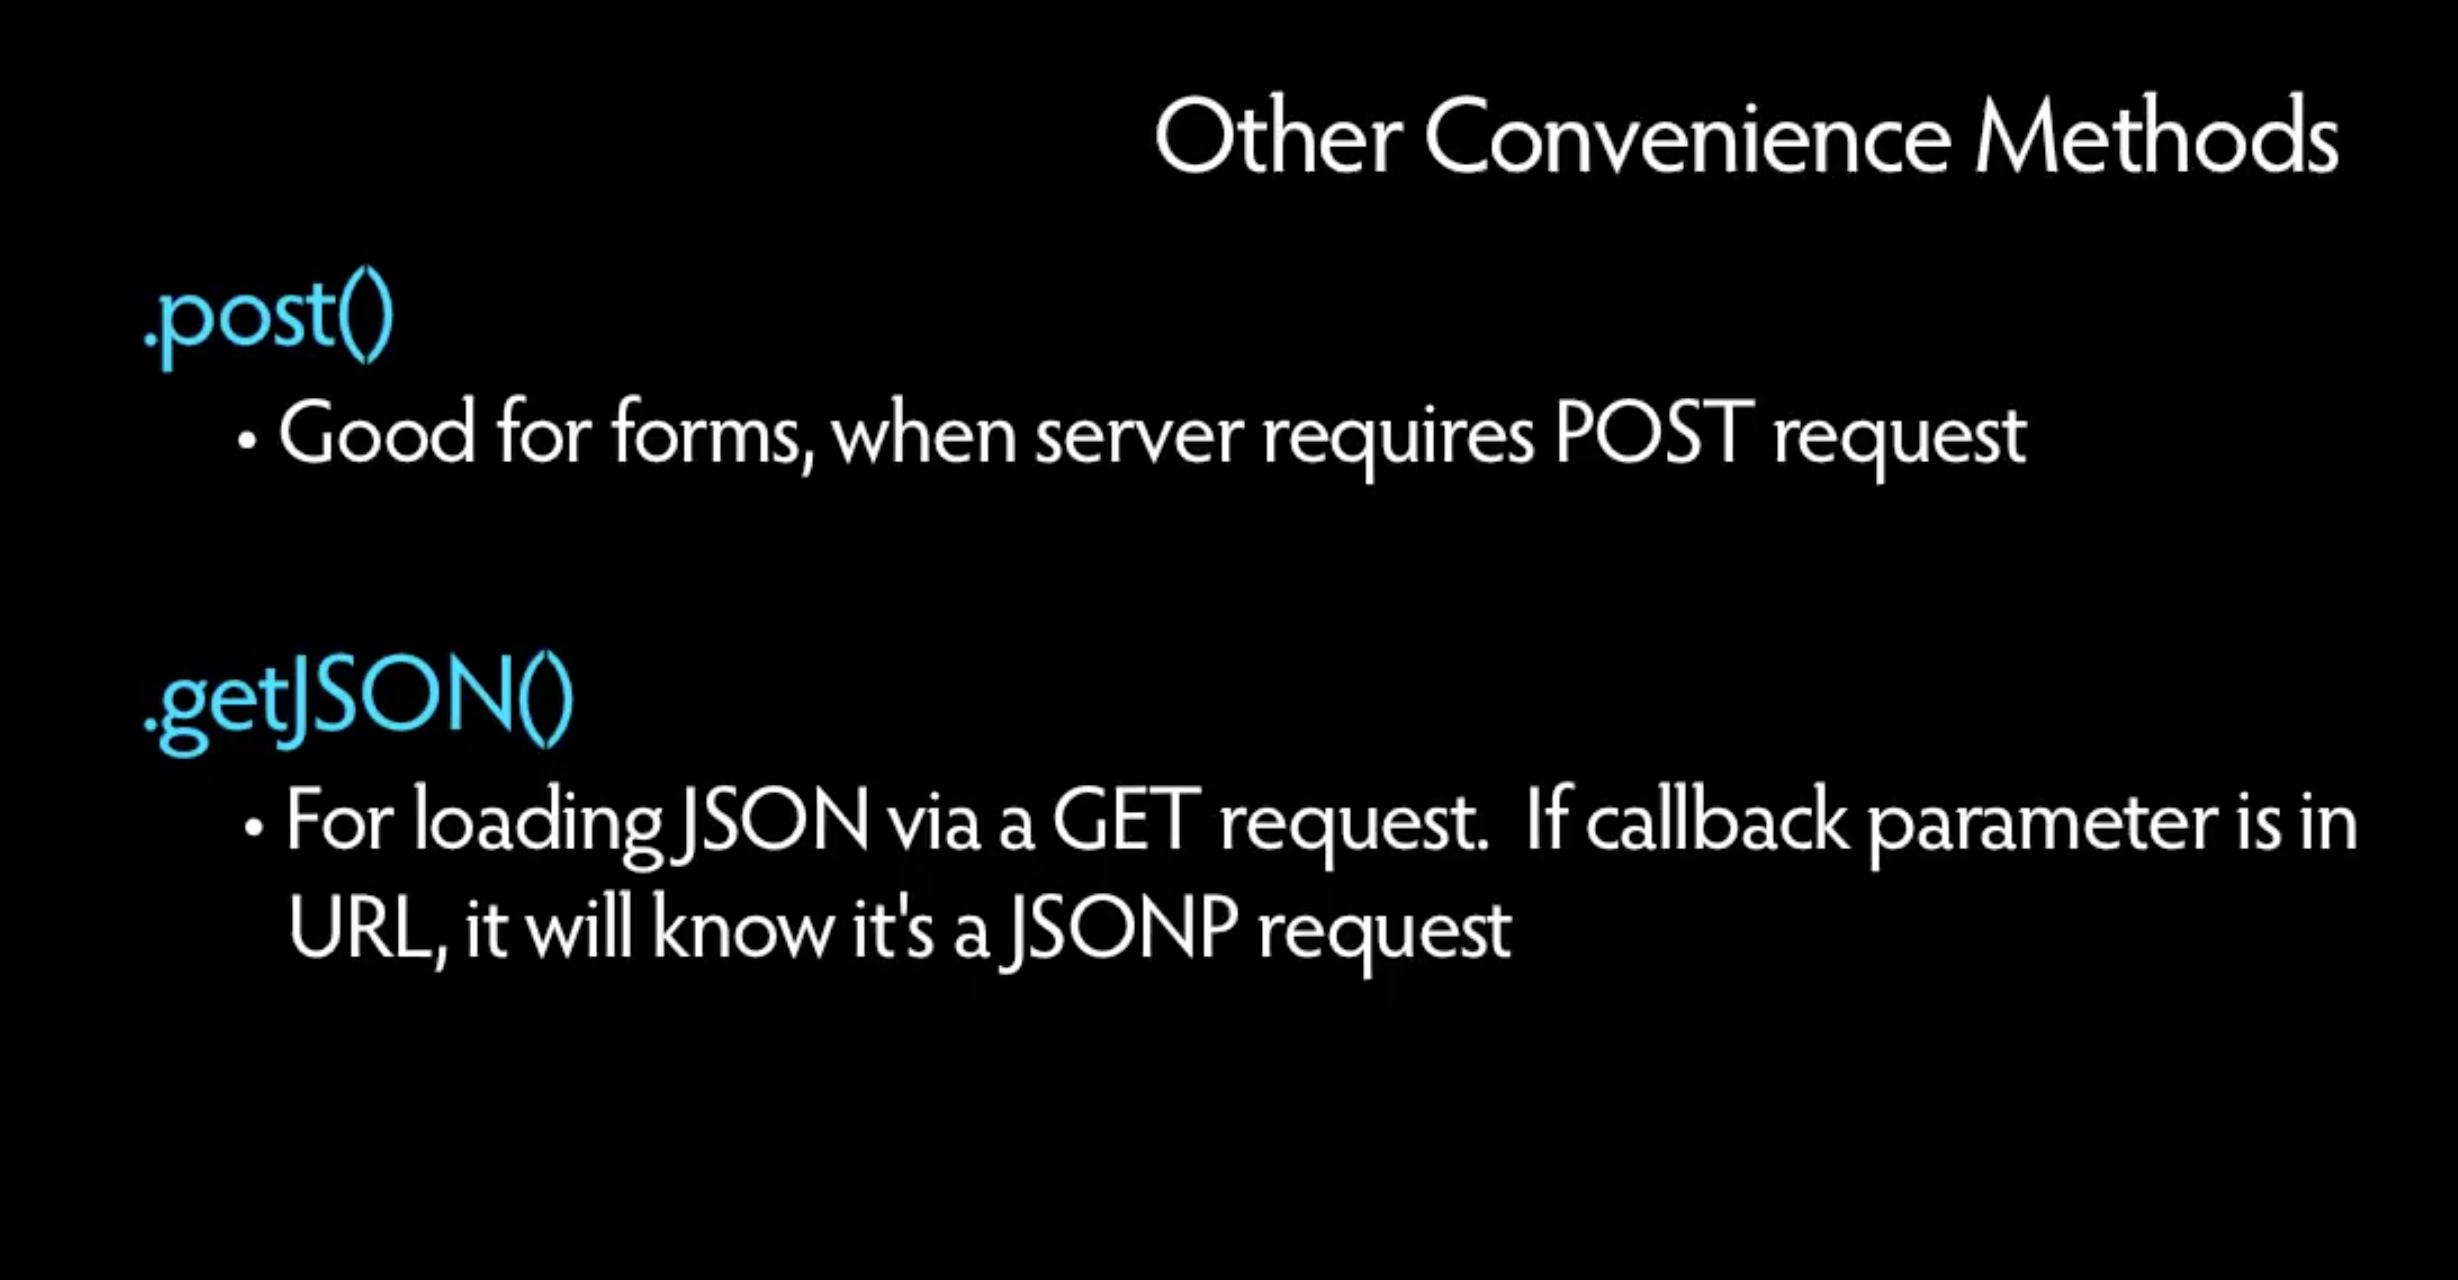 Other Convenience Methods
.post()
• Good for forms, when server requires POST request
.getJSON()
• For loading JSON via a GET request.  If callback parameter is in
URL, it will know it's a JSONP request